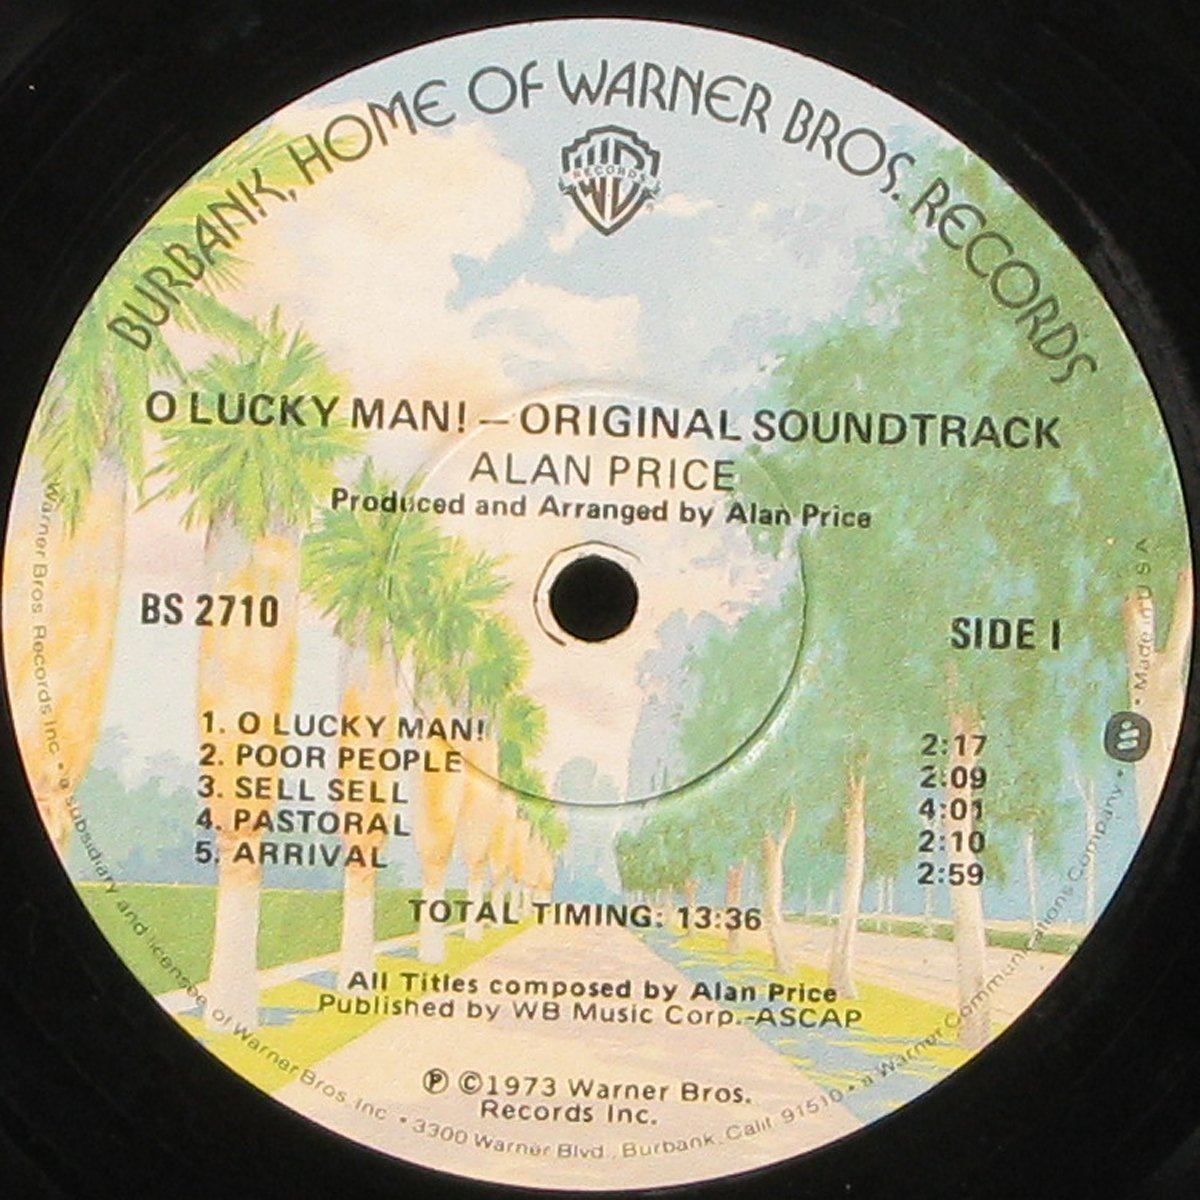 BURBANK, HOME OF WARNER BROS. RECORDS
W B
RECORDS
O LUCKY MAN! — ORIGINAL SOUNDTRACK
ALAN PRICE
Produced and Arranged by Alan Price
BS 2710
SIDE I
1. O LUCKY MAN! 2:17
2. POOR PEOPLE 2:09
3. SELL SELL 4:01
4. PASTORAL 2:10
5. ARRIVAL 2:59
TOTAL TIMING: 13:36
All Titles composed by Alan Price
Published by WB Music Corp.-ASCAP
℗ ©1973 Warner Bros.
Records Inc.
Warner Bros. Records Inc. • a subsidiary and licensee of Warner Bros. Inc. • 3300 Warner Blvd., Burbank, Calif. 91510 • a Warner Communications Company • Made in U S A